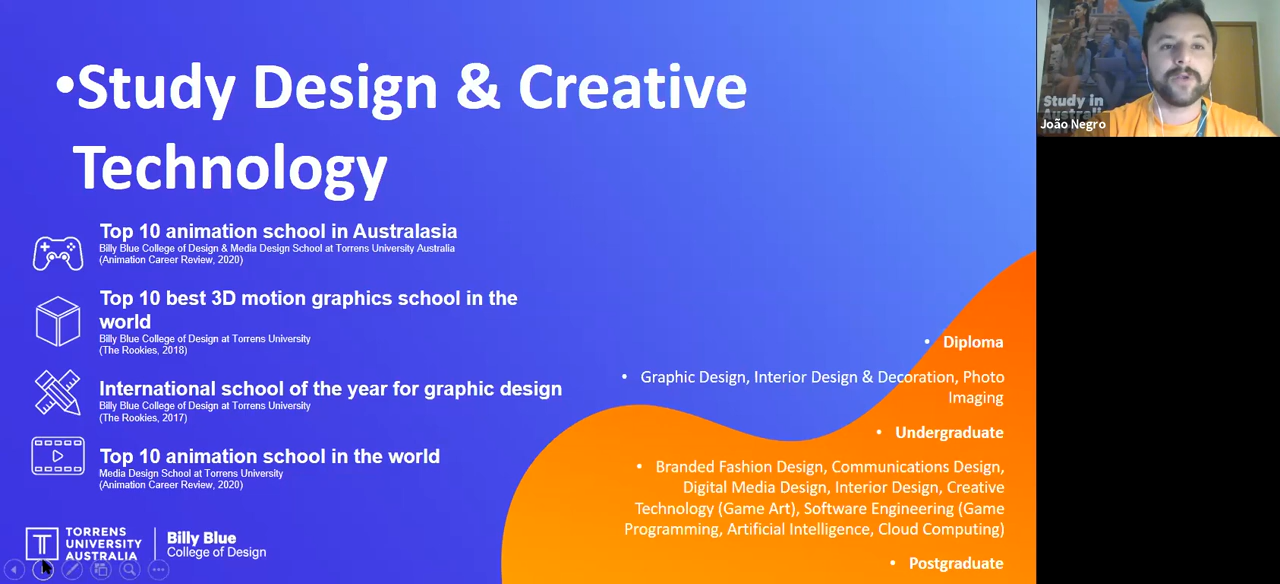 •Study Design & Creative
Technology
Top 10 animation school in Australasia
Billy Blue College of Design & Media Design School at Torrens University Australia
(Animation Career Review, 2020)
Top 10 best 3D motion graphics school in the
world
Billy Blue College of Design at Torrens University
(The Rookies, 2018)
International school of the year for graphic design
Billy Blue College of Design at Torrens University
(The Rookies, 2017)
Top 10 animation school in the world
Media Design School at Torrens University
(Animation Career Review, 2020)
TORRENS
UNIVERSITY
AUSTRALIA
Billy Blue
College of Design
• Diploma
• Graphic Design, Interior Design & Decoration, Photo
Imaging
• Undergraduate
• Branded Fashion Design, Communications Design,
Digital Media Design, Interior Design, Creative
Technology (Game Art), Software Engineering (Game
Programming, Artificial Intelligence, Cloud Computing)
• Postgraduate
Study in
João Negro